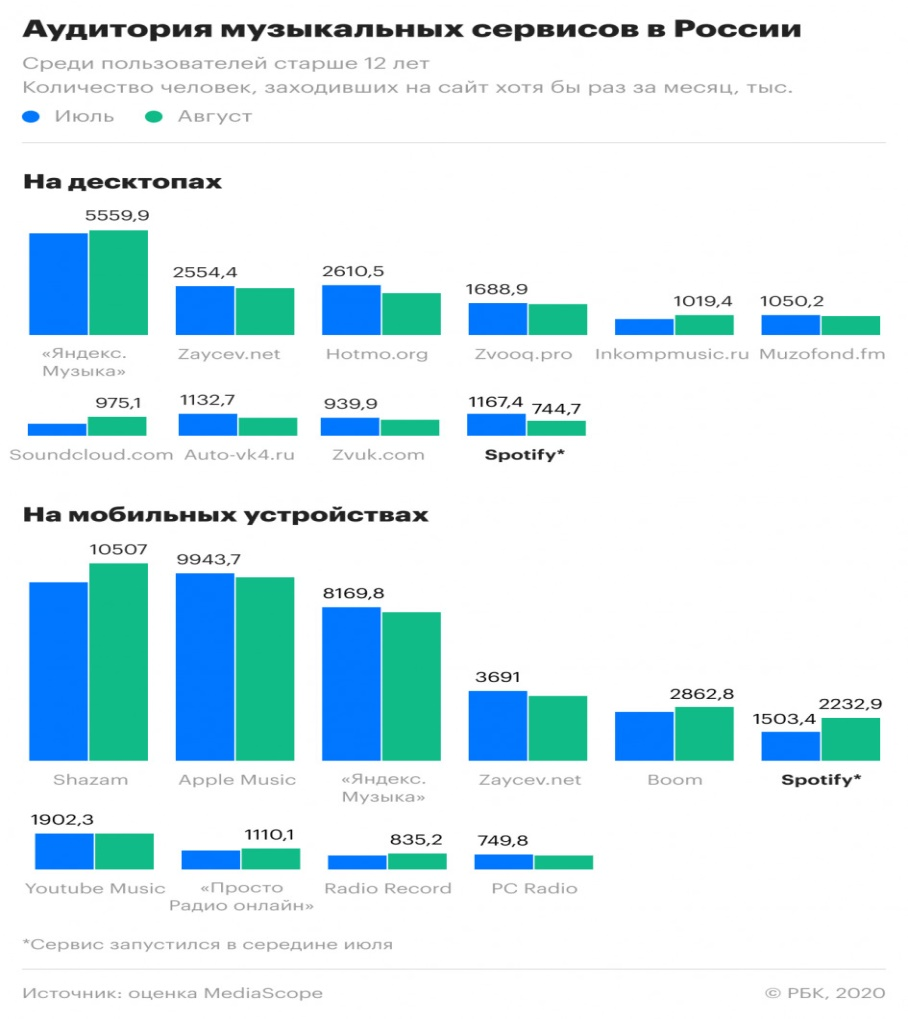 Аудитория музыкальных сервисов в России
Среди пользователей старше 12 лет
Количество человек, заходивших на сайт хотя бы раз за месяц, тыс.
Июль Август
На десктопах
5559,9 2554,4 2610,5 1688,9 1019,4 1050,2
«Яндекс. Музыка» Zaycev.net Hotmo.org Zvooq.pro Inkompmusic.ru Muzofond.fm
975,1 1132,7 939,9 1167,4 744,7
Soundcloud.com Auto-vk4.ru Zvuk.com Spotify*
На мобильных устройствах
10507 9943,7 8169,8 3691 2862,8 1503,4 2232,9
Shazam Apple Music «Яндекс. Музыка» Zaycev.net Boom Spotify*
1902,3 1110,1 835,2 749,8
Youtube Music «Просто Радио онлайн» Radio Record PC Radio
*Сервис запустился в середине июля
Источник: оценка MediaScope © РБК, 2020